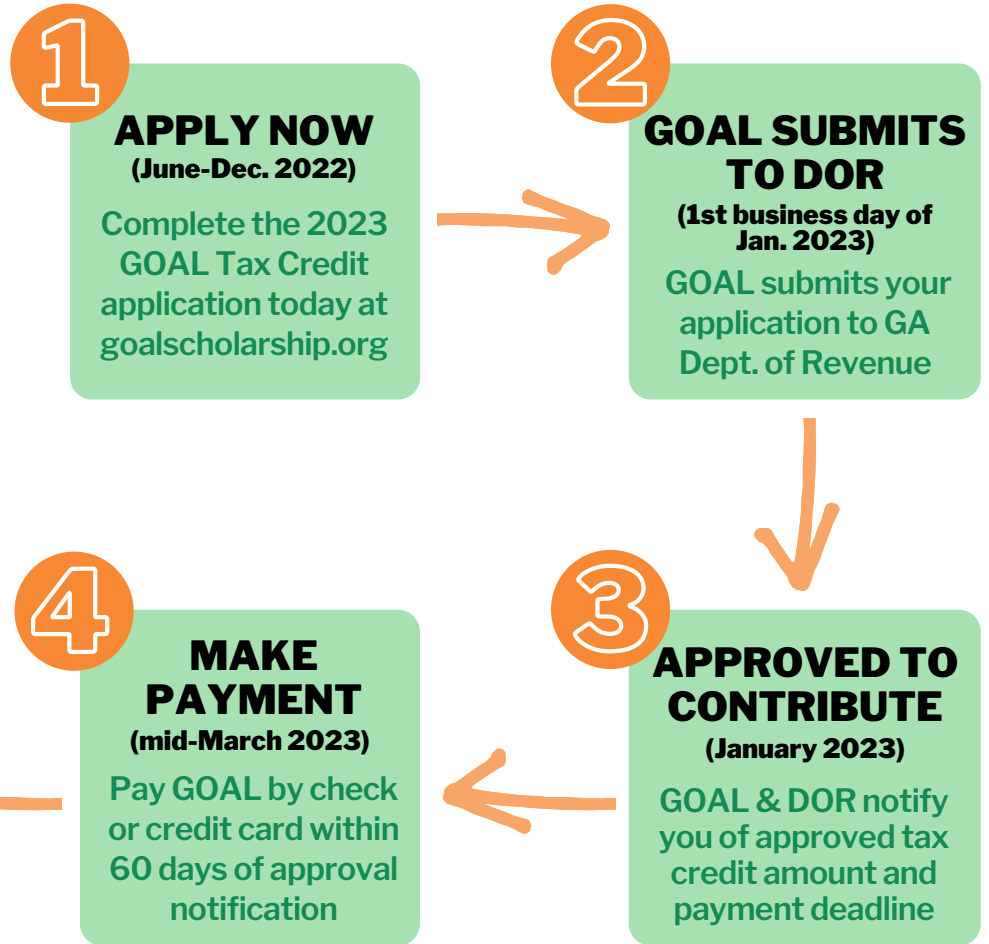 1
APPLY NOW
(June-Dec. 2022)
Complete the 2023
GOAL Tax Credit
application today at
goalscholarship.org
2
GOAL SUBMITS
TO DOR
(1st business day of
Jan. 2023)
GOAL submits your
application to GA
Dept. of Revenue
3
APPROVED TO
CONTRIBUTE
(January 2023)
GOAL & DOR notify
you of approved tax
credit amount and
payment deadline
4
MAKE
PAYMENT
(mid-March 2023)
Pay GOAL by check
or credit card within
60 days of approval
notification